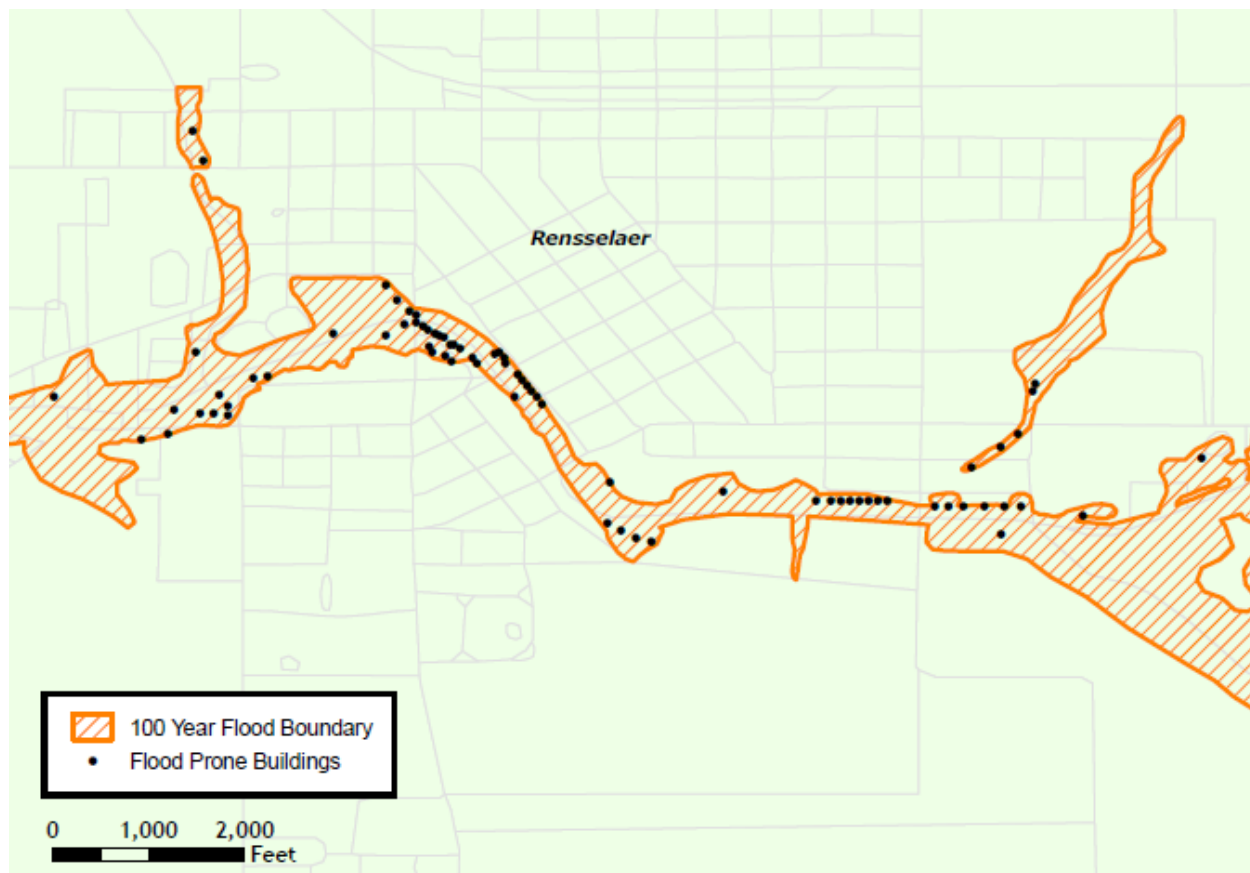 Rensselaer
100 Year Flood Boundary
Flood Prone Buildings
0 1,000 2,000
Feet